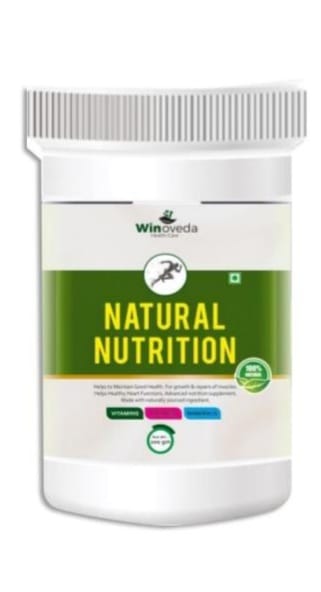 Winoveda
Health Care
NATURAL
NUTRITION
100%
NATURAL
Helps to Maintain Good Health. For growth & repairs of muscles.
Helps Healthy Heart Functions, Advanced nutrition supplement.
Made with naturally sourced ingredient.
VITAMINS